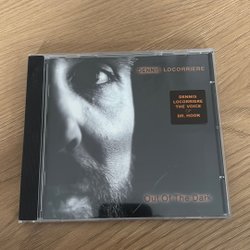 DENNIS LOCORRIERE
DENNIS
LOCORRIERE
THE VOICE
OF
DR. HOOK
Out Of The Dark